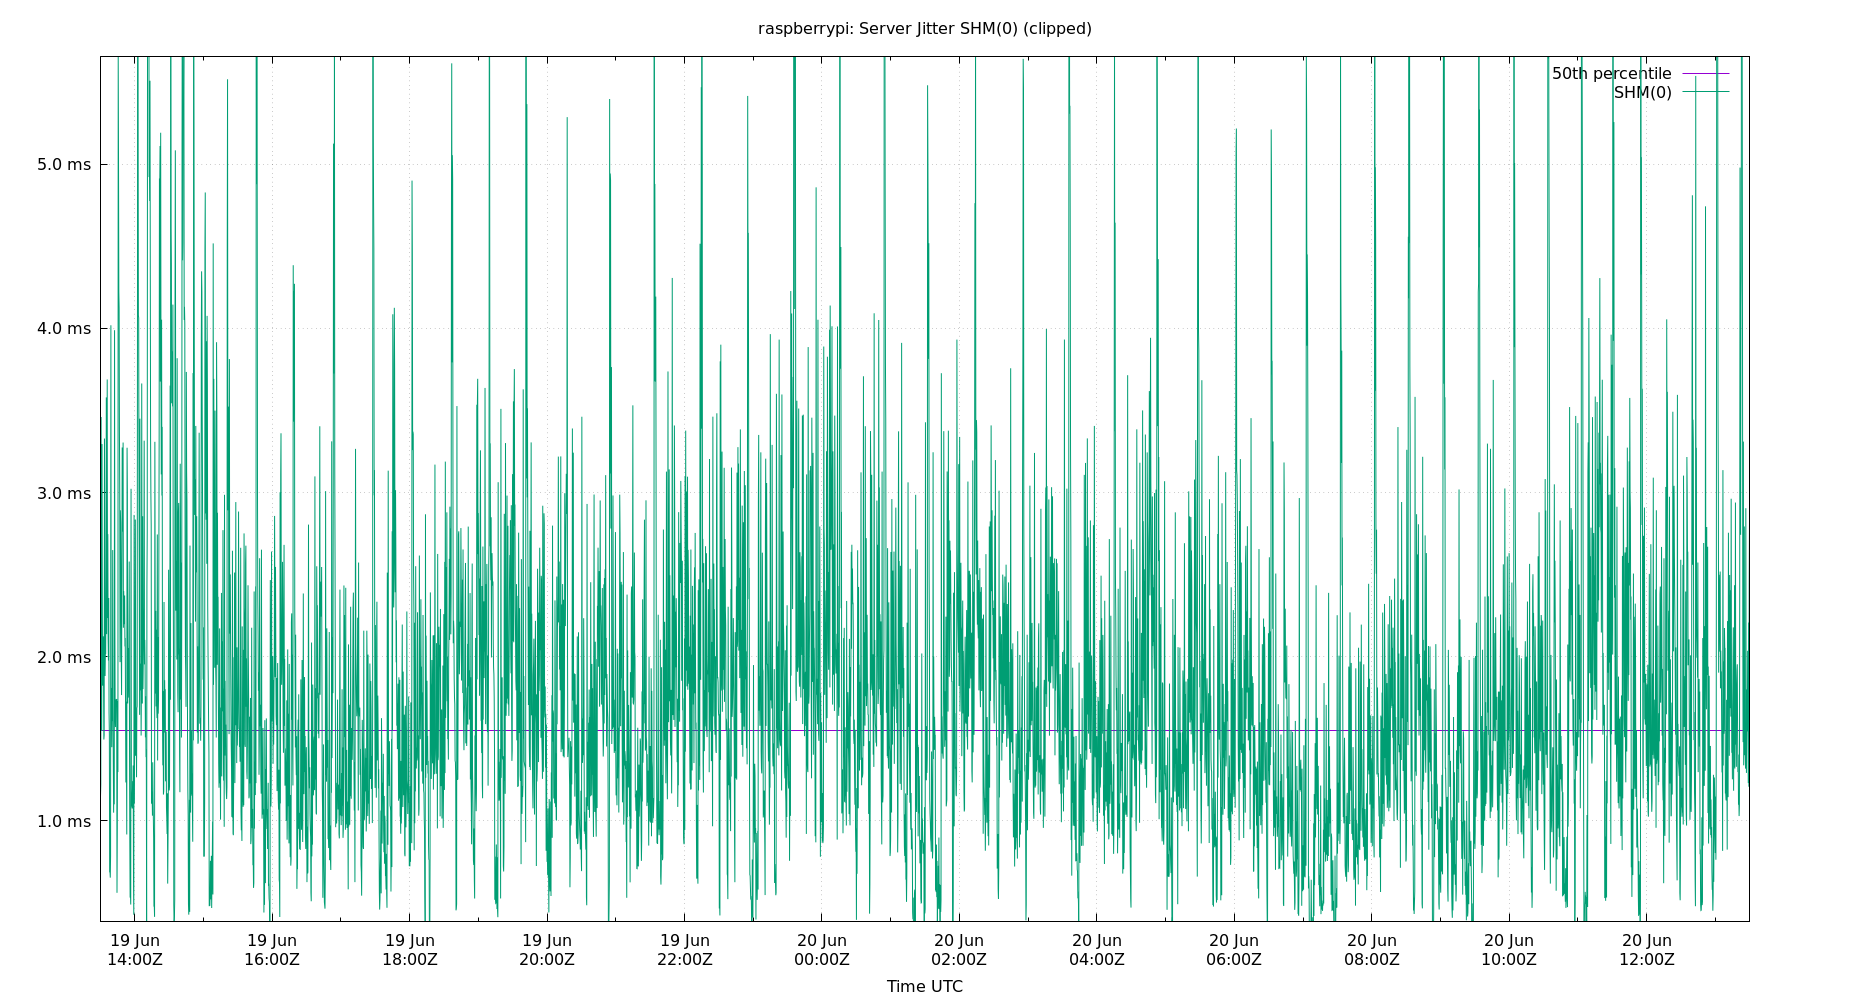 raspberrypi: Server Jitter SHM(0) (clipped)
50th percentile
SHM(0)
5.0 ms
4.0 ms
3.0 ms
2.0 ms
1.0 ms
19 Jun 19 Jun 19 Jun 19 Jun 19 Jun 20 Jun 20 Jun 20 Jun 20 Jun 20 Jun 20 Jun 20 Jun
14:00Z 16:00Z 18:00Z 20:00Z 22:00Z 00:00Z 02:00Z 04:00Z 06:00Z 08:00Z 10:00Z 12:00Z
Time UTC